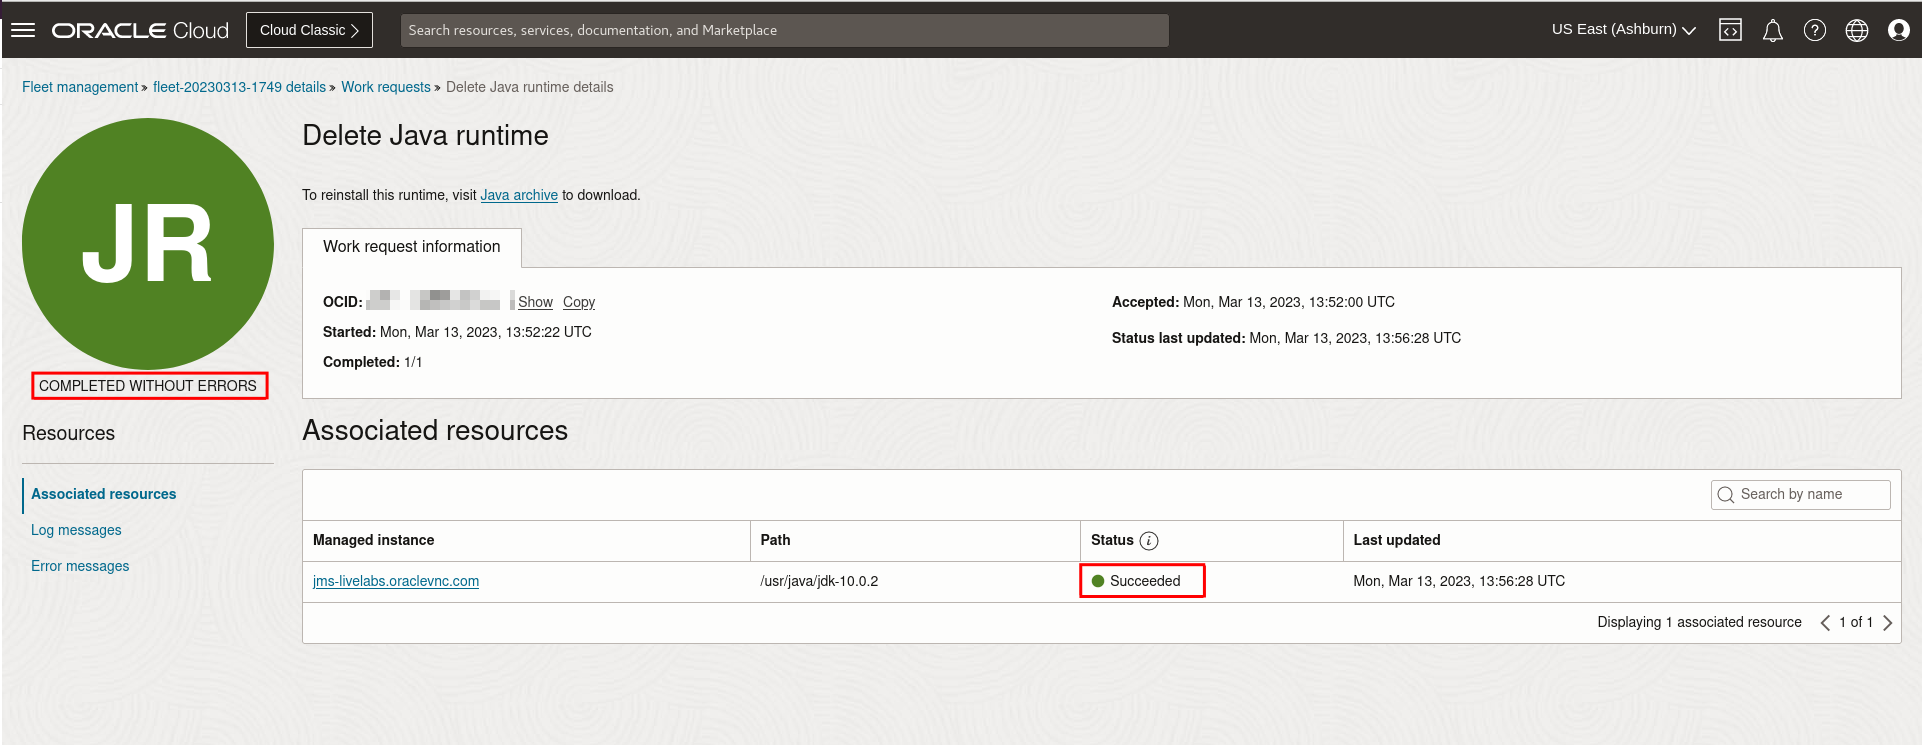 ORACLE Cloud Cloud Classic Search resources, services, documentation, and Marketplace US East (Ashburn)
Fleet management » fleet-20230313-1749 details » Work requests » Delete Java runtime details
JR
COMPLETED WITHOUT ERRORS
Resources
Associated resources
Log messages
Error messages
Delete Java runtime
To reinstall this runtime, visit Java archive to download.
Work request information
OCID: Show Copy
Started: Mon, Mar 13, 2023, 13:52:22 UTC
Completed: 1/1
Accepted: Mon, Mar 13, 2023, 13:52:00 UTC
Status last updated: Mon, Mar 13, 2023, 13:56:28 UTC
Associated resources
Search by name
Managed instance Path Status i Last updated
jms-livelabs.oraclevnc.com /usr/java/jdk-10.0.2 Succeeded Mon, Mar 13, 2023, 13:56:28 UTC
Displaying 1 associated resource 1 of 1